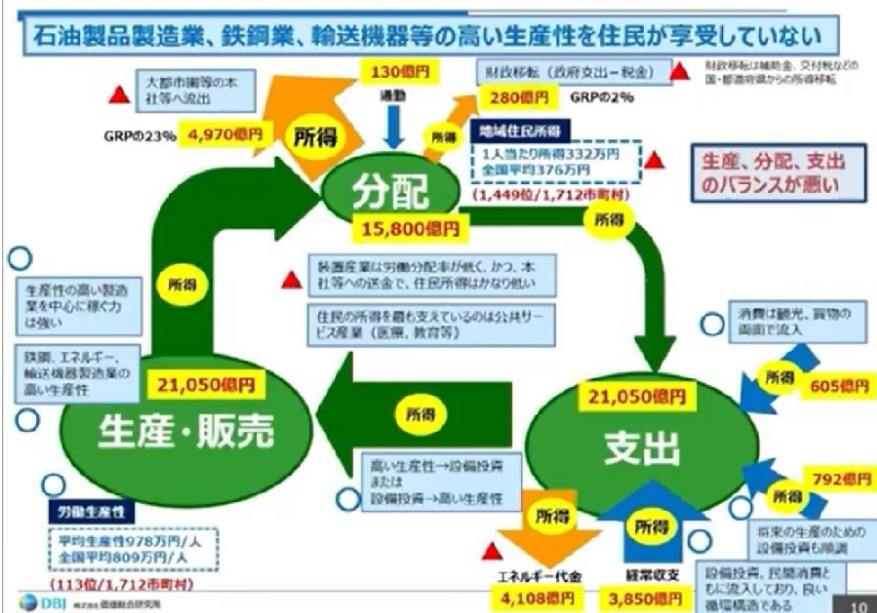 石油製品製造業、鉄鋼業、輸送機器等の高い生産性を住民が享受していない
大都市圏等の本
社等へ流出
130億円
通勤
財政移転(政府支出-税金)
財政移転は補助金、交付税などの
国・都道府県からの所得移転
280億円
GRPの2%
GRPの23%
4,970億円
所得
所得
地域住民所得
1人当たり所得332万円
全国平均376万円
(1,449位/1,712市町村)
生産、分配、支出
のバランスが悪い
分配
15,800億円
所得
所得
装置産業は労働分配率が低く、かつ、本
社等への送金で、住民所得はかなり低い
住民の所得を最も支えているのは公共サー
ビス産業(医療、教育等)
生産性の高い製造
業を中心に稼ぐ力
は強い
鉄鋼、エネルギー、
輸送機器製造業の
高い生産性
消費は観光、買物の
両面で流入
所得
605億円
21,050億円
生産・販売
所得
21,050億円
支出
高い生産性→設備投資
または
設備投資→高い生産性
792億円
所得
将来の生産のための
設備投資も順調
労働生産性
平均生産性978万円/人
全国平均809万円/人
(113位/1,712市町村)
所得
所得
エネルギー代金
4,108億円
経常収支
3,850億円
設備投資、民間消費と
もに流入しており、良い
循環構造である
DBJ 株式会社 価値総合研究所
10